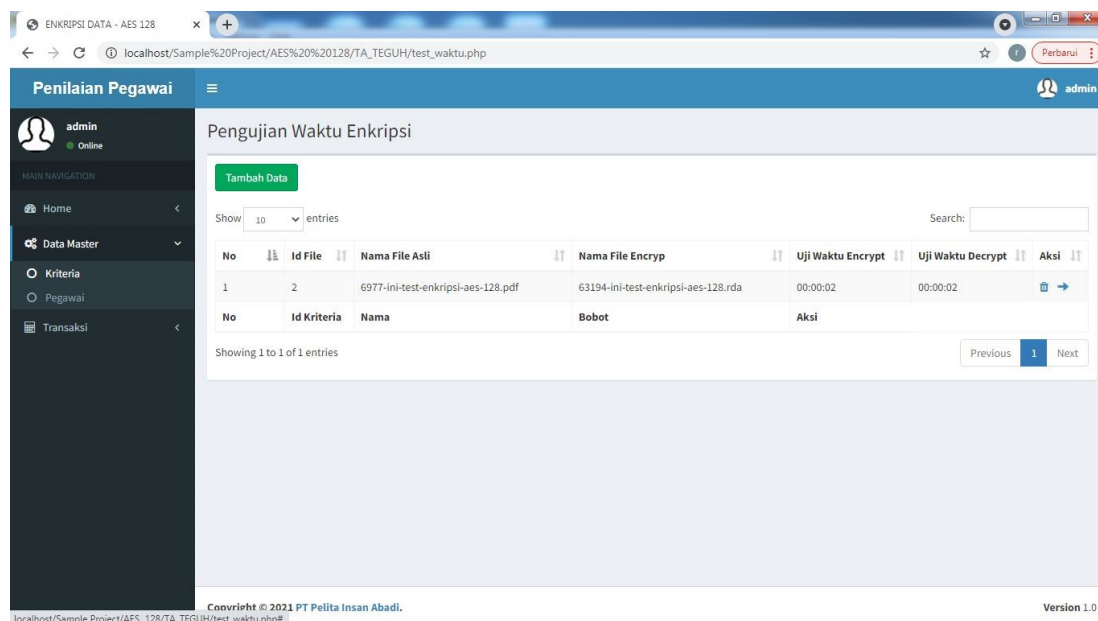 ENKRIPSI DATA - AES 128
localhost/Sample%20Project/AES%20%20128/TA_TEGUH/test_waktu.php
r
Perbarui
Penilaian Pegawai
admin
admin
Online
Pengujian Waktu Enkripsi
MAIN NAVIGATION
Tambah Data
Home
Show 10 entries
Search:
Data Master
No Id File Nama File Asli Nama File Encryp Uji Waktu Encrypt Uji Waktu Decrypt Aksi
Kriteria
1 2 6977-ini-test-enkripsi-aes-128.pdf 63194-ini-test-enkripsi-aes-128.rda 00:00:02 00:00:02
Pegawai
No Id Kriteria Nama Bobot Aksi
Transaksi
Showing 1 to 1 of 1 entries
Previous 1 Next
Copyright © 2021 PT Pelita Insan Abadi.
Version 1.0
localhost/Sample Project/AES 128/TA_TEGUH/test_waktu.php#